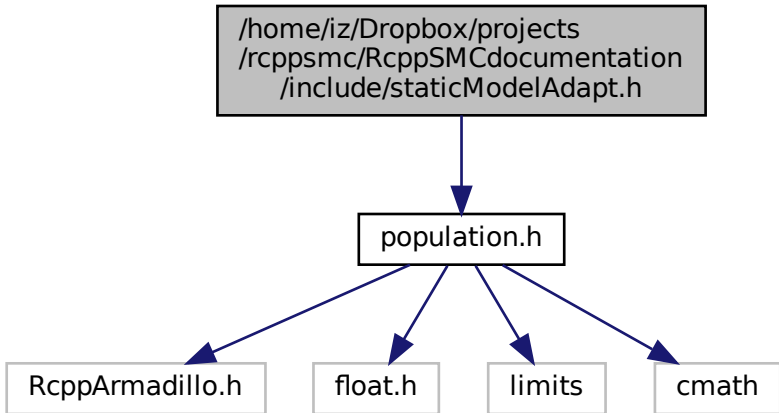 /home/iz/Dropbox/projects
/rcppsmc/RcppSMCdocumentation
/include/staticModelAdapt.h
population.h
RcppArmadillo.h
float.h
limits
cmath